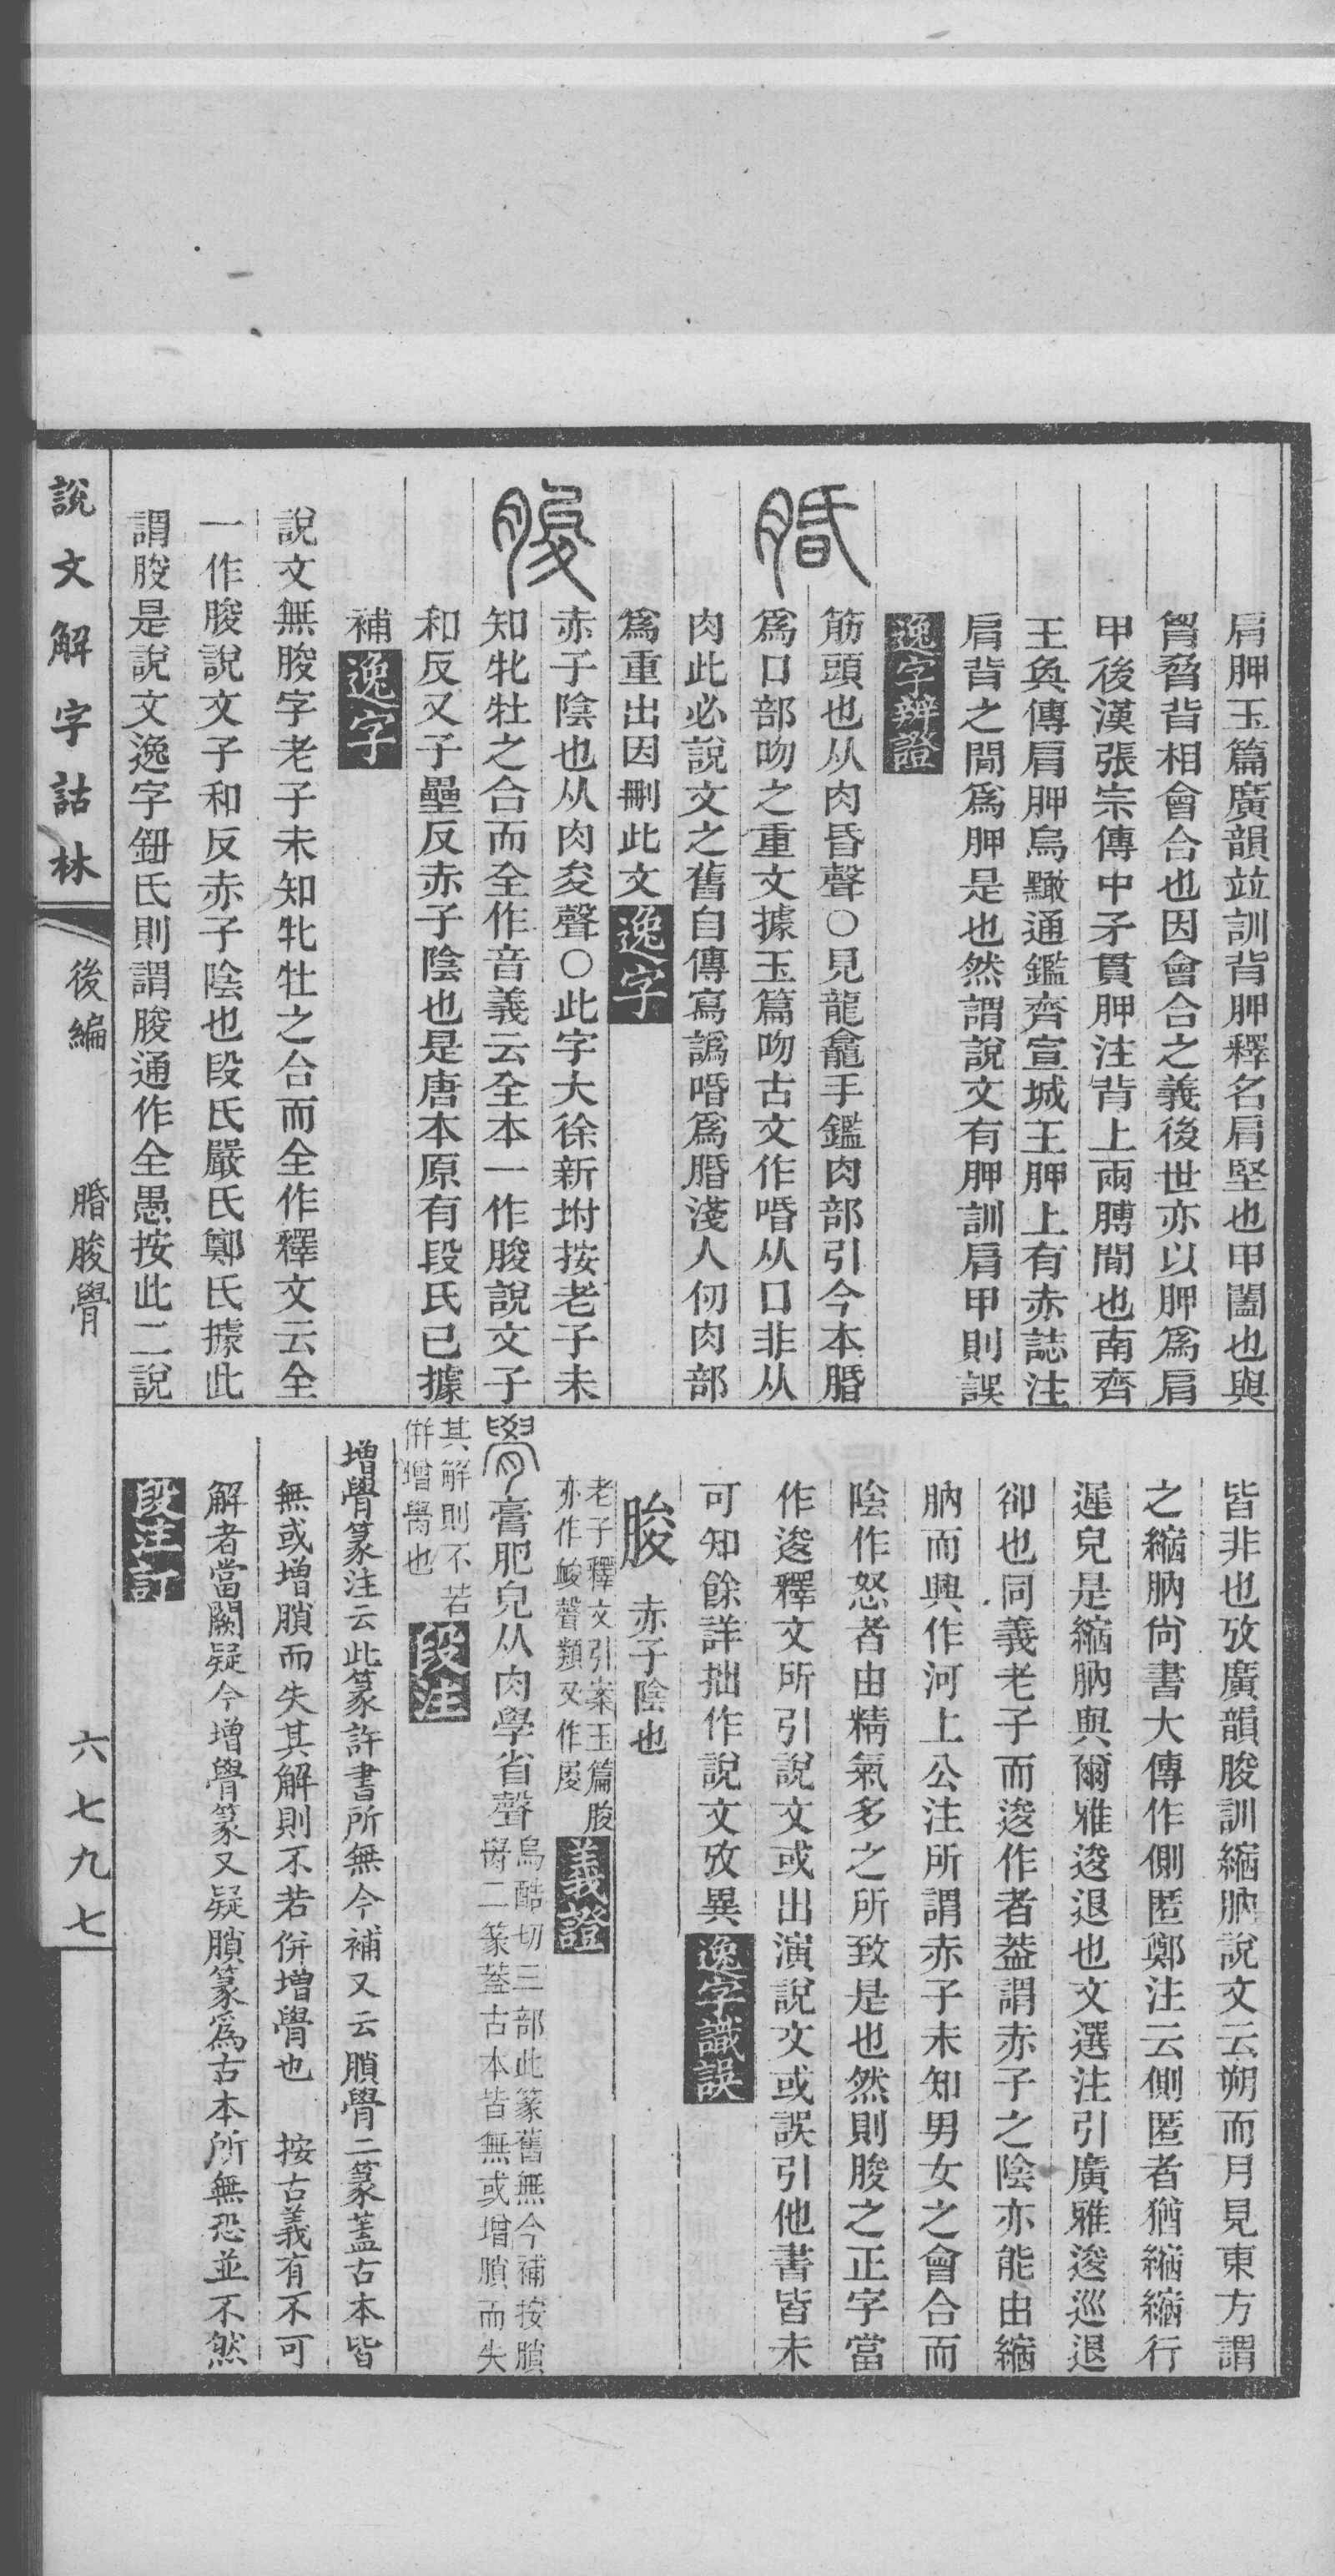 肩胛玉篇廣韻竝訓背胛釋名肩堅也甲闔也與
胷脅背相會合也因會合之義後世亦以胛爲肩
甲後漢張宗傳中矛貫胛注背上兩膊閒也南齊
王奐傳肩胛烏黵通鑑齊宣城王胛上有赤誌注
肩背之閒爲胛是也然謂說文有胛訓肩甲則誤
逸字辨證
䐉
筋頭也从肉昏聲○見龍龕手鑑肉部引今本䐉
爲口部吻之重文據玉篇吻古文作㖧从口非从
肉此必說文之舊自傳寫譌㖧爲䐉淺人仞肉部
爲重出因刪此文逸字
朘
赤子陰也从肉夋聲○此字大徐新坿按老子未
知牝牡之合而全作音義云全本一作朘說文子
和反又子壘反赤子陰也是唐本原有段氏已據
補逸字
說文無朘字老子未知牝牡之合而全作釋文云全
一作朘說文子和反赤子陰也段氏嚴氏鄭氏據此
謂朘是說文逸字鈕氏則謂朘通作全愚按此二說
皆非也攷廣韻朘訓縮朒說文云朔而月見東方謂
之縮朒尙書大傳作側匿鄭注云側匿者猶縮縮行
遲皃是縮朒與爾雅逡退也文選注引廣雅逡巡退
卻也同義老子而逡作者葢謂赤子之陰亦能由縮
朒而興作河上公注所謂赤子未知男女之會合而
陰作怒者由精氣多之所致是也然則朘之正字當
作逡釋文所引說文或出演說文或誤引他書皆未
可知餘詳拙作說文攷異逸字識誤
朘 赤子陰也
老子釋文引案玉篇朘
亦作峻聲類又作㞙義證
𦜹膏肥皃从肉學省聲烏酷切三部此篆舊無今補按膹
𦜹二篆葢古本皆無或增膹而失
其解則不若
倂增𦜹也段注
增𦜹篆注云此篆許書所無今補又云膹𦜹二篆葢古本皆
無或增膹而失其解則不若倂增𦜹也 按古義有不可
解者當闕疑今增𦜹篆又疑膹篆爲古本所無恐並不然
段注訂
說文解字詁林
後編 䐉朘𦜹 六七九七